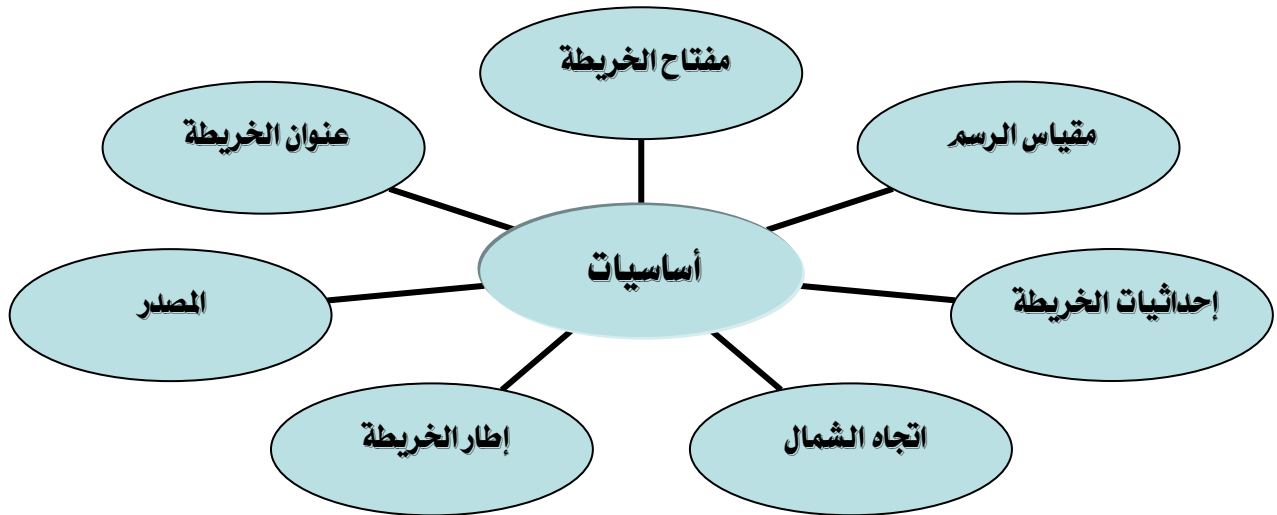 مفتاح الخريطة
مقياس الرسم
عنوان الخريطة
أساسيات
إحداثيات الخريطة
المصدر
اتجاه الشمال
إطار الخريطة